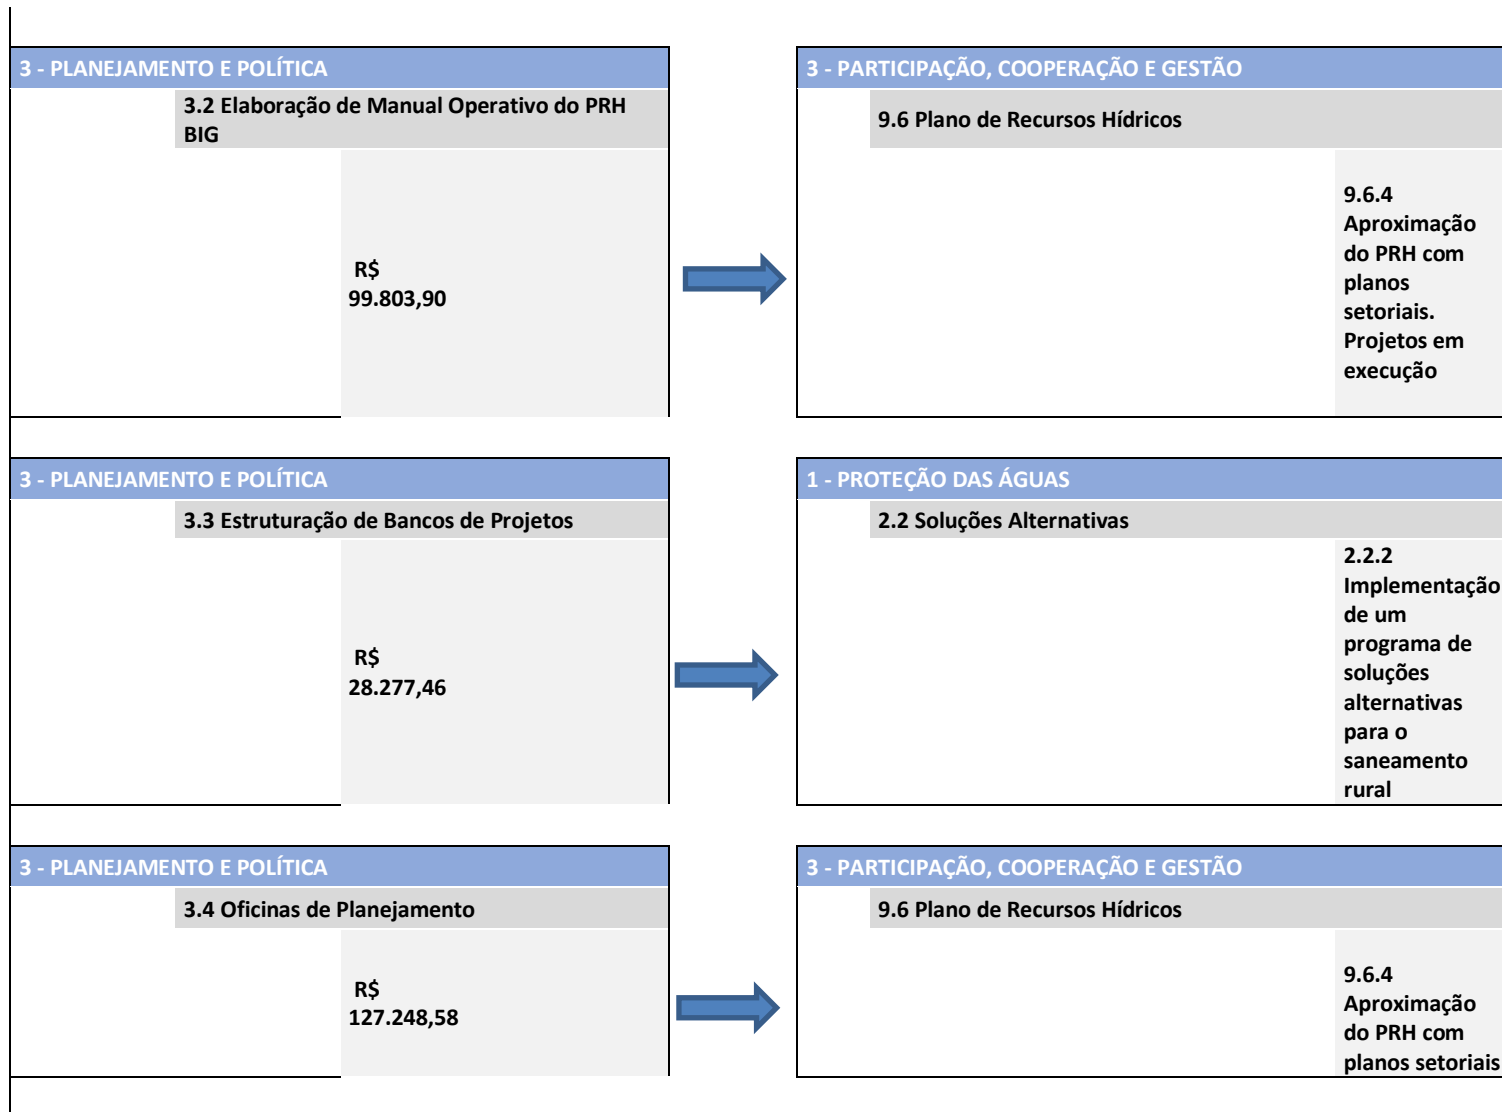 3 - PLANEJAMENTO E POLÍTICA
3.2 Elaboração de Manual Operativo do PRH
BIG
R$
99.803,90
3 - PARTICIPAÇÃO, COOPERAÇÃO E GESTÃO
9.6 Plano de Recursos Hídricos
9.6.4
Aproximação
do PRH com
planos
setoriais.
Projetos em
execução
3 - PLANEJAMENTO E POLÍTICA
3.3 Estruturação de Bancos de Projetos
R$
28.277,46
1 - PROTEÇÃO DAS ÁGUAS
2.2 Soluções Alternativas
2.2.2
Implementação
de um
programa de
soluções
alternativas
para o
saneamento
rural
3 - PLANEJAMENTO E POLÍTICA
3.4 Oficinas de Planejamento
R$
127.248,58
3 - PARTICIPAÇÃO, COOPERAÇÃO E GESTÃO
9.6 Plano de Recursos Hídricos
9.6.4
Aproximação
do PRH com
planos setoriais